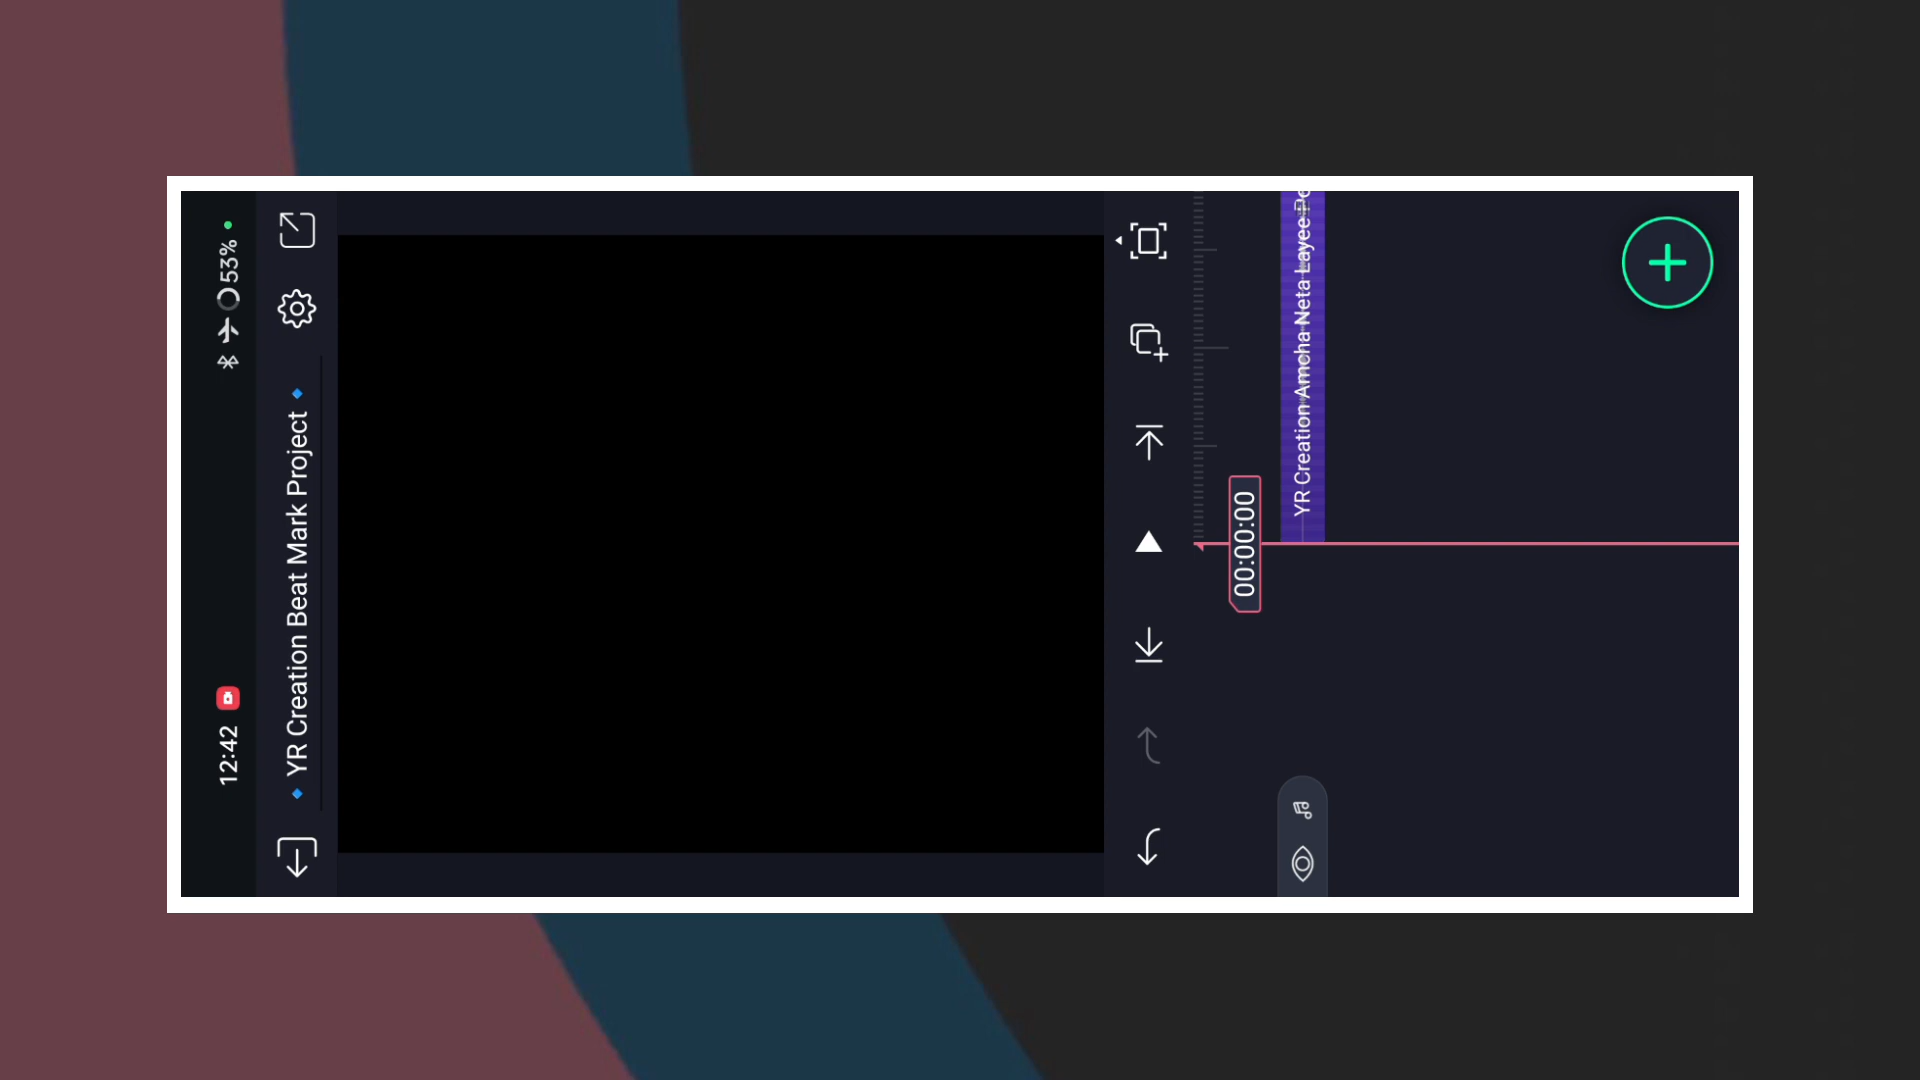 12:42
53%
🔹 YR Creation Beat Mark Project 🔹
00:00:00
YR Creation Amcha Neta Layee